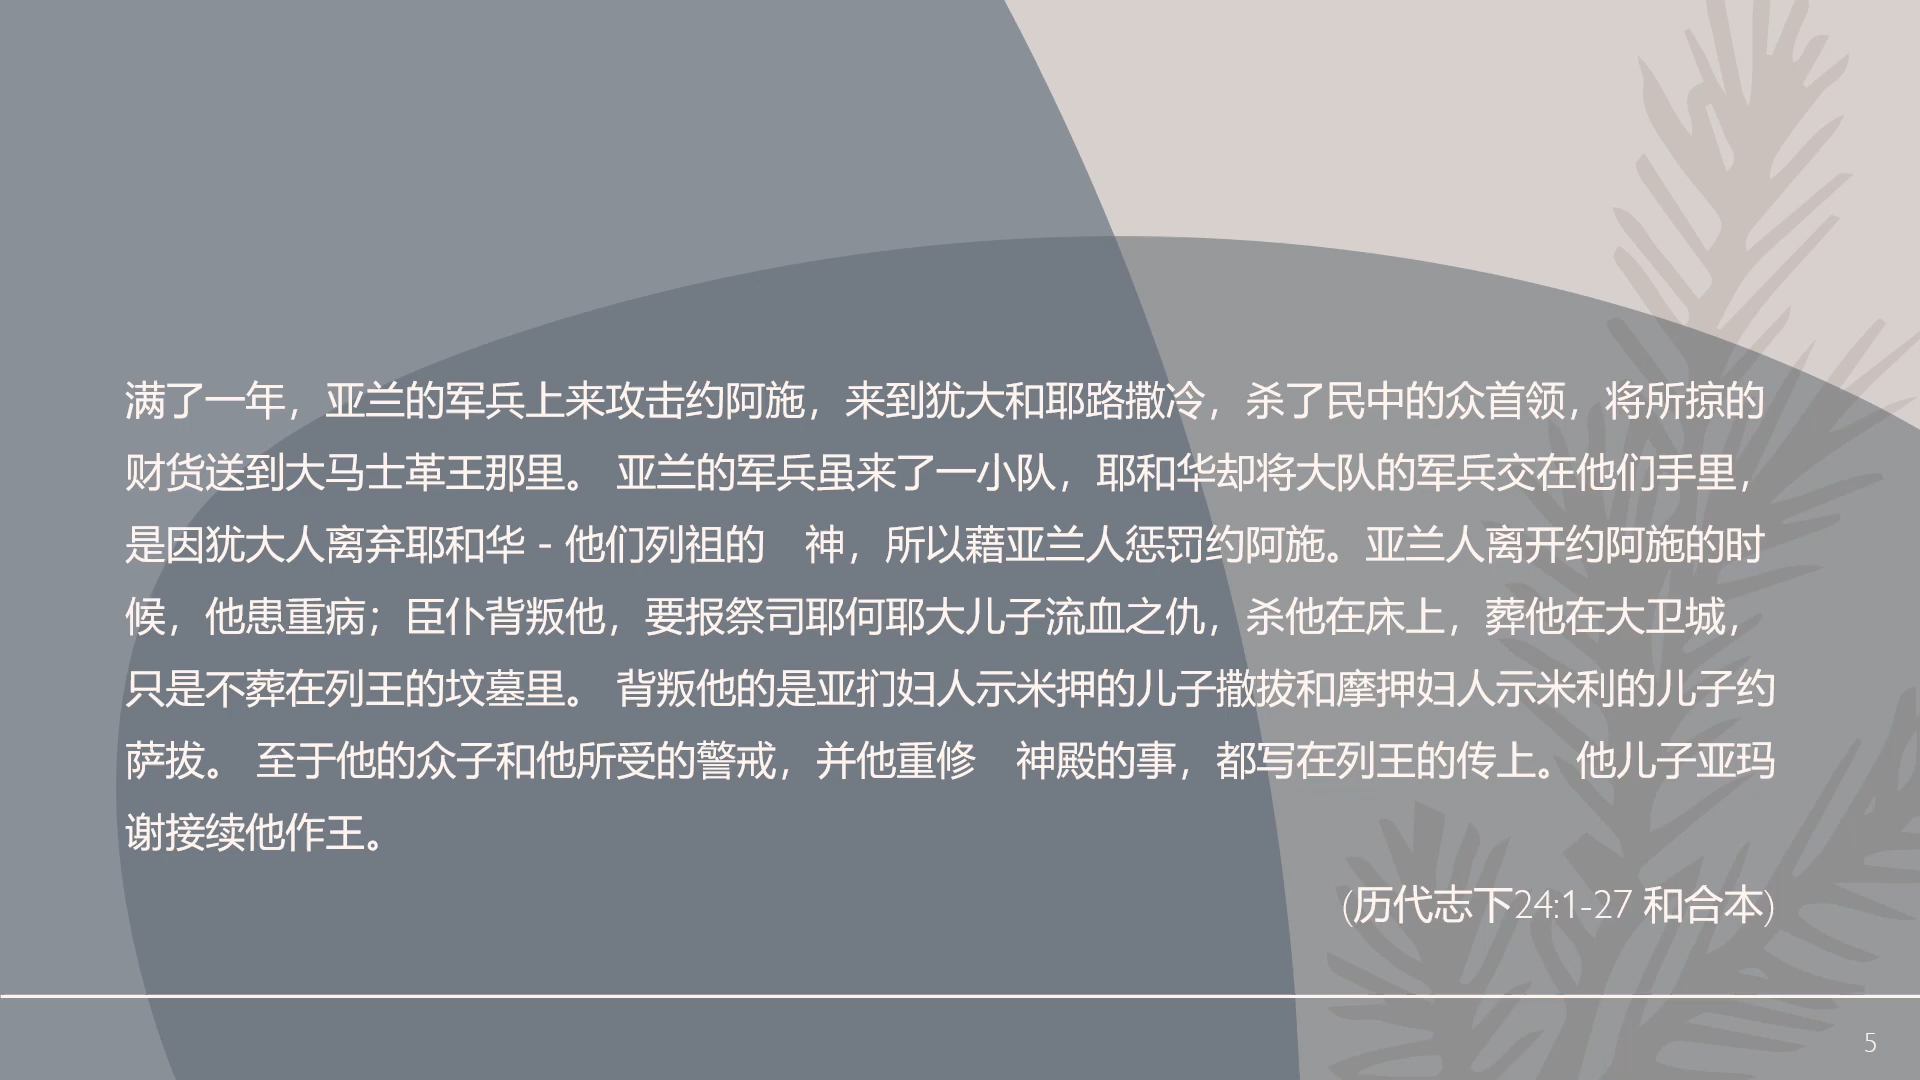 满了一年，亚兰的军兵上来攻击约阿施，来到犹大和耶路撒冷，杀了民中的众首领，将所掠的
财货送到大马士革王那里。 亚兰的军兵虽来了一小队，耶和华却将大队的军兵交在他们手里，
是因犹大人离弃耶和华－他们列祖的　神，所以藉亚兰人惩罚约阿施。亚兰人离开约阿施的时
候，他患重病；臣仆背叛他，要报祭司耶何耶大儿子流血之仇，杀他在床上，葬他在大卫城，
只是不葬在列王的坟墓里。 背叛他的是亚扪妇人示米押的儿子撒拔和摩押妇人示米利的儿子约
萨拔。 至于他的众子和他所受的警戒，并他重修　神殿的事，都写在列王的传上。他儿子亚玛
谢接续他作王。
(历代志下24:1-27 和合本)
5